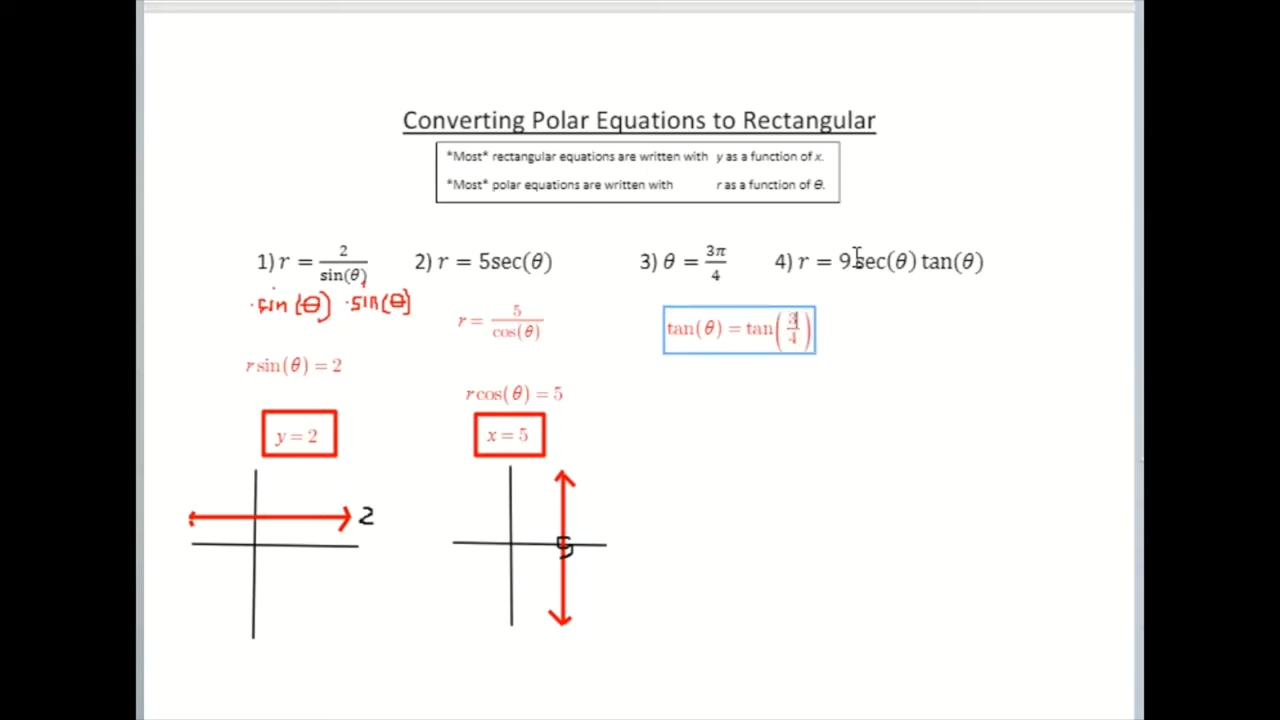 Converting Polar Equations to Rectangular
*Most* rectangular equations are written with y as a function of x.
*Most* polar equations are written with r as a function of θ.
1) r = 2/sin(θ) 2) r = 5sec(θ) 3) θ = 3π/4 4) r = 9sec(θ) tan(θ)
·sin(θ) ·sin(θ)
r = 5/cos(θ)
tan(θ) = tan(3/4)
r sin(θ) = 2
r cos(θ) = 5
y = 2
x = 5
2
5